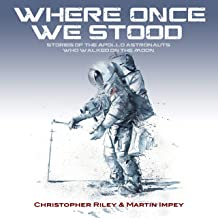 WHERE ONCE
WE STOOD
STORIES OF THE APOLLO ASTRONAUTS
WHO WALKED ON THE MOON
CHRISTOPHER RILEY & MARTIN IMPEY